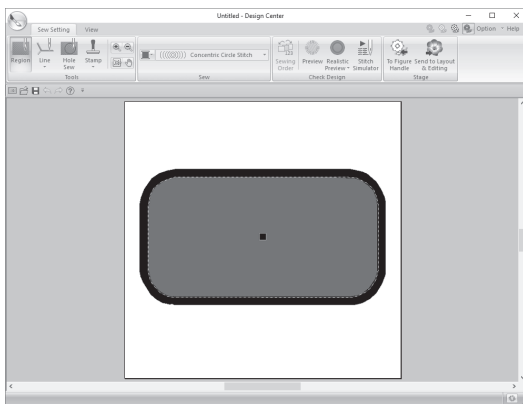 Untitled - Design Center
Sew Setting View
Option Help
Region Line Hole Sew Stamp
Tools
Concentric Circle Stitch
Sew
Sewing Order Preview Realistic Preview Stitch Simulator
Check Design
To Figure Handle Send to Layout & Editing
Stage